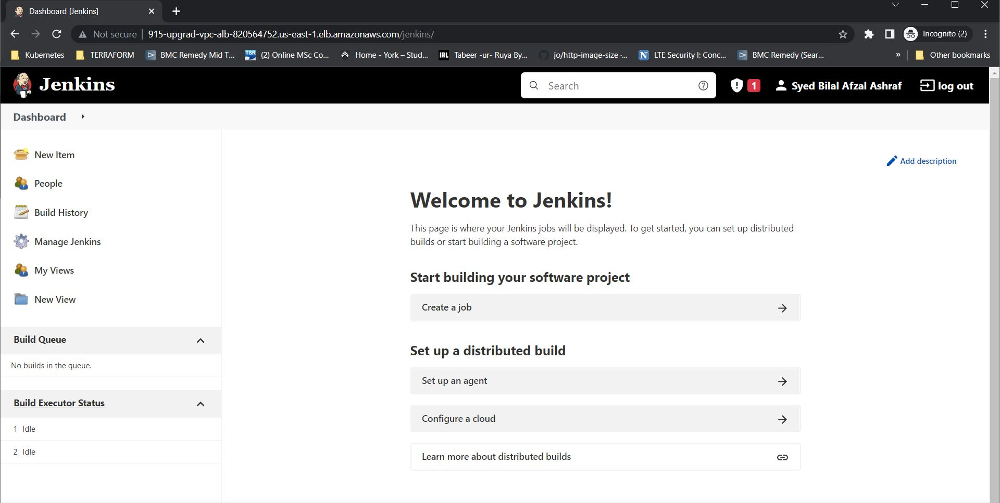 Dashboard [Jenkins]
Not secure 915-upgrad-vpc-alb-820564752.us-east-1.elb.amazonaws.com/jenkins/
Incognito (2)
Kubernetes TERRAFORM BMC Remedy Mid T... TSR (2) Online MSc Co... Home - York – Stud... IBL Tabeer -ur- Ruya By... jo/http-image-size ·... N LTE Security I: Conc... BMC Remedy (Sear... » Other bookmarks
Jenkins
Search
1
Syed Bilal Afzal Ashraf
log out
Dashboard
New Item
People
Build History
Manage Jenkins
My Views
New View
Build Queue
No builds in the queue.
Build Executor Status
1 Idle
2 Idle
Add description
Welcome to Jenkins!
This page is where your Jenkins jobs will be displayed. To get started, you can set up distributed
builds or start building a software project.
Start building your software project
Create a job
Set up a distributed build
Set up an agent
Configure a cloud
Learn more about distributed builds